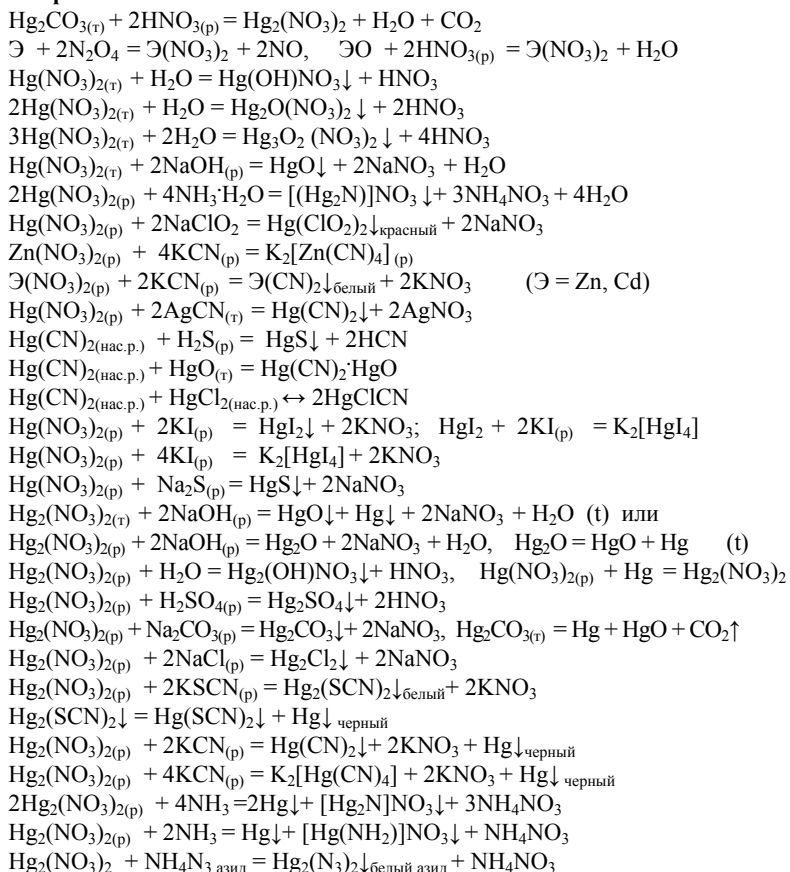 Hg₂CO₃₍т₎ + 2HNO₃₍р₎ = Hg₂(NO₃)₂ + H₂O + CO₂
Э + 2N₂O₄ = Э(NO₃)₂ + 2NO, ЭО + 2HNO₃₍р₎ = Э(NO₃)₂ + H₂O
Hg(NO₃)₂₍т₎ + H₂O = Hg(OH)NO₃↓ + HNO₃
2Hg(NO₃)₂₍т₎ + H₂O = Hg₂O(NO₃)₂ ↓ + 2HNO₃
3Hg(NO₃)₂₍т₎ + 2H₂O = Hg₃O₂ (NO₃)₂ ↓ + 4HNO₃
Hg(NO₃)₂₍т₎ + 2NaOH₍р₎ = HgO↓ + 2NaNO₃ + H₂O
2Hg(NO₃)₂₍р₎ + 4NH₃·H₂O = [(Hg₂N)]NO₃ ↓+ 3NH₄NO₃ + 4H₂O
Hg(NO₃)₂₍р₎ + 2NaClO₂ = Hg(ClO₂)₂↓красный + 2NaNO₃
Zn(NO₃)₂₍р₎ + 4KCN₍р₎ = K₂[Zn(CN)₄] ₍р₎
Э(NO₃)₂₍р₎ + 2KCN₍р₎ = Э(CN)₂↓белый + 2KNO₃ (Э = Zn, Cd)
Hg(NO₃)₂₍р₎ + 2AgCN₍т₎ = Hg(CN)₂↓+ 2AgNO₃
Hg(CN)₂₍нас.р.₎ + H₂S₍р₎ = HgS↓ + 2HCN
Hg(CN)₂₍нас.р.₎ + HgO₍т₎ = Hg(CN)₂·HgO
Hg(CN)₂₍нас.р.₎ + HgCl₂₍нас.р.₎ ↔ 2HgClCN
Hg(NO₃)₂₍р₎ + 2KI₍р₎ = HgI₂↓ + 2KNO₃; HgI₂ + 2KI₍р₎ = K₂[HgI₄]
Hg(NO₃)₂₍р₎ + 4KI₍р₎ = K₂[HgI₄] + 2KNO₃
Hg(NO₃)₂₍р₎ + Na₂S₍р₎ = HgS↓+ 2NaNO₃
Hg₂(NO₃)₂₍т₎ + 2NaOH₍р₎ = HgO↓+ Hg↓ + 2NaNO₃ + H₂O (t) или
Hg₂(NO₃)₂₍р₎ + 2NaOH₍р₎ = Hg₂O + 2NaNO₃ + H₂O, Hg₂O = HgO + Hg (t)
Hg₂(NO₃)₂₍р₎ + H₂O = Hg₂(OH)NO₃↓+ HNO₃, Hg(NO₃)₂₍р₎ + Hg = Hg₂(NO₃)₂
Hg₂(NO₃)₂₍р₎ + H₂SO₄₍р₎ = Hg₂SO₄↓+ 2HNO₃
Hg₂(NO₃)₂₍р₎ + Na₂CO₃₍р₎ = Hg₂CO₃↓+ 2NaNO₃, Hg₂CO₃₍т₎ = Hg + HgO + CO₂↑
Hg₂(NO₃)₂₍р₎ + 2NaCl₍р₎ = Hg₂Cl₂↓ + 2NaNO₃
Hg₂(NO₃)₂₍р₎ + 2KSCN₍р₎ = Hg₂(SCN)₂↓белый+ 2KNO₃
Hg₂(SCN)₂↓ = Hg(SCN)₂↓ + Hg↓ черный
Hg₂(NO₃)₂₍р₎ + 2KCN₍р₎ = Hg(CN)₂↓+ 2KNO₃ + Hg↓черный
Hg₂(NO₃)₂₍р₎ + 4KCN₍р₎ = K₂[Hg(CN)₄] + 2KNO₃ + Hg↓ черный
2Hg₂(NO₃)₂₍р₎ + 4NH₃ =2Hg↓+ [Hg₂N]NO₃↓+ 3NH₄NO₃
Hg₂(NO₃)₂₍р₎ + 2NH₃ = Hg↓+ [Hg(NH₂)]NO₃↓ + NH₄NO₃
Hg₂(NO₃)₂ + NH₄N₃ азид = Hg₂(N₃)₂↓белый азид + NH₄NO₃